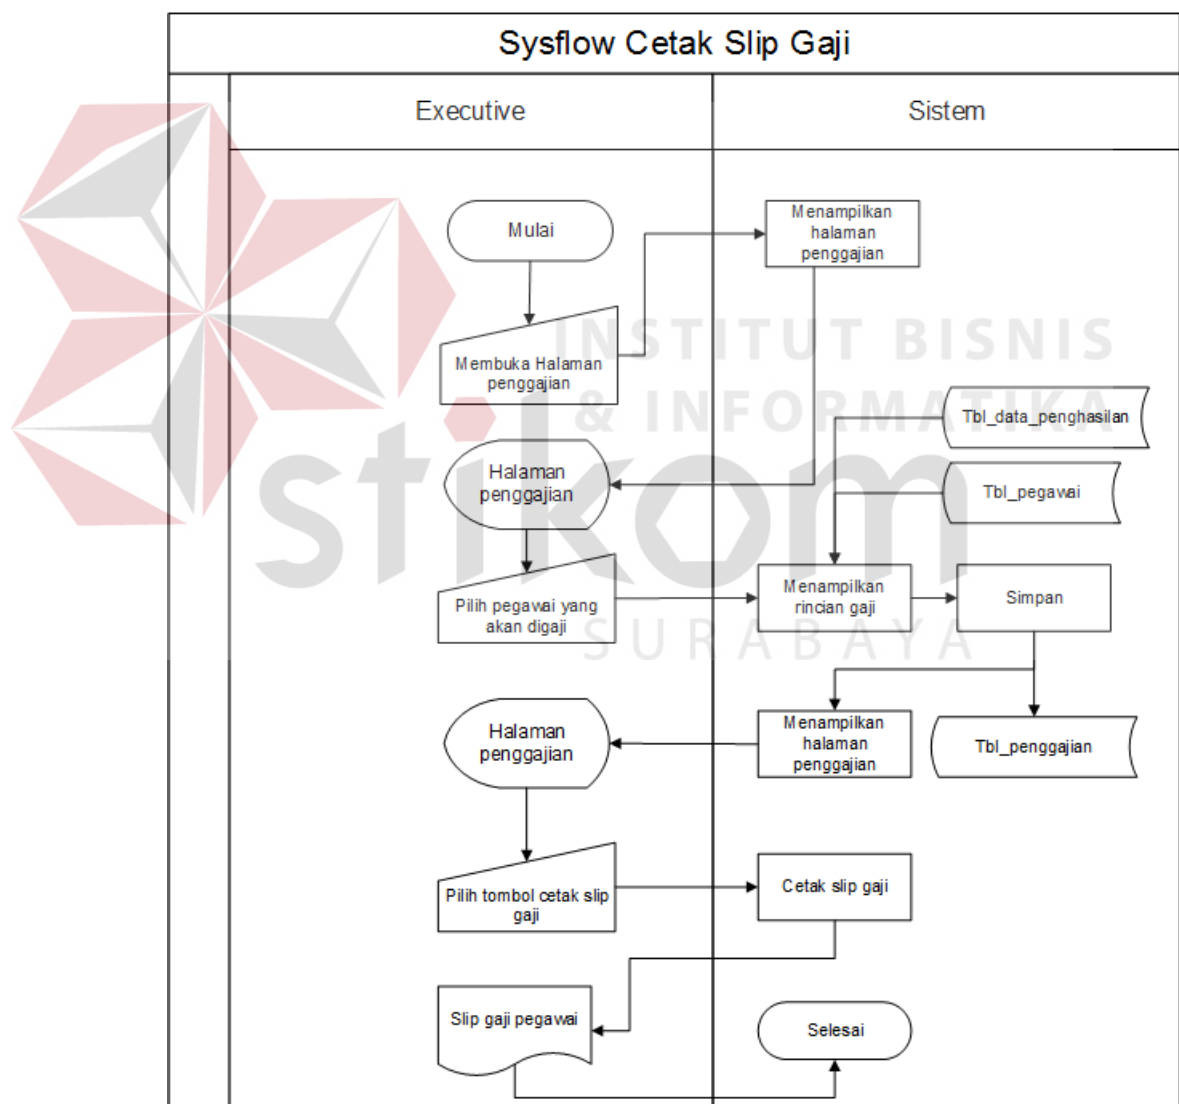 Sysflow Cetak Slip Gaji
Executive
Sistem
Mulai
Menampilkan
halaman
penggajian
Membuka Halaman
penggajian
INSTITUT BISNIS
& INFORMATIKA
stikom
SURABAYA
Tbl_data_penghasilan
Halaman
penggajian
Tbl_pegawai
Pilih pegawai yang
akan digaji
Menampilkan
rincian gaji
Simpan
Halaman
penggajian
Menampilkan
halaman
penggajian
Tbl_penggajian
Pilih tombol cetak slip
gaji
Cetak slip gaji
Slip gaji pegawai
Selesai